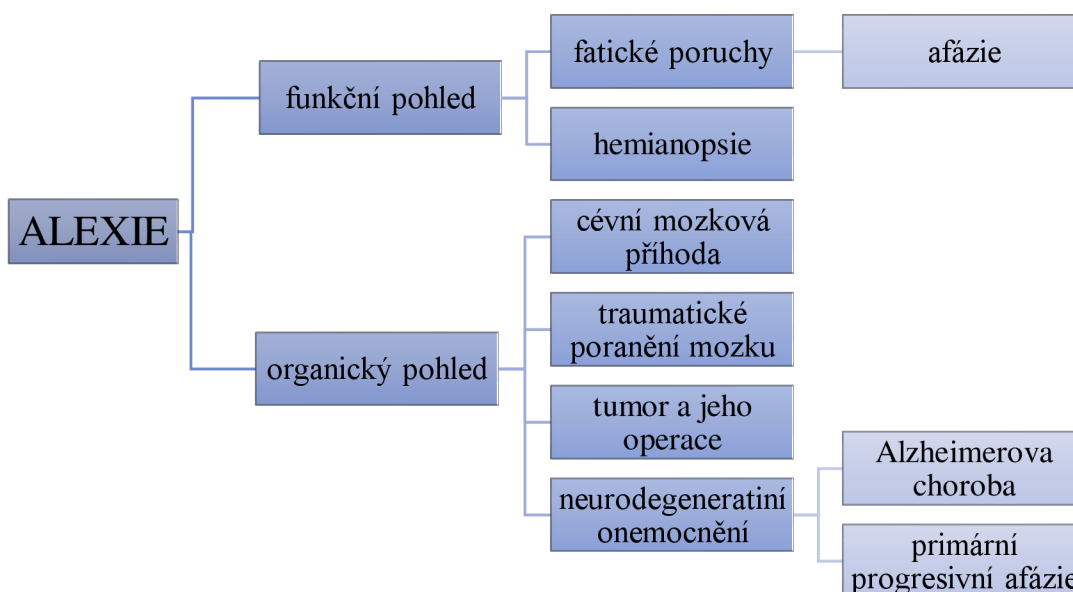 ALEXIE
funkční pohled
fatické poruchy
afázie
hemianopsie
organický pohled
cévní mozková
příhoda
traumatické
poranění mozku
tumor a jeho
operace
neurodegeneratiní
onemocnění
Alzheimerova
choroba
primární
progresivní afázie